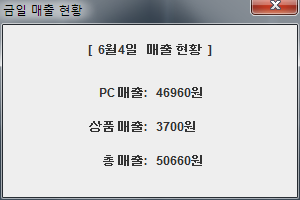 금일 매출 현황
[ 6월4일 매출 현황 ]
PC 매출: 46960원
상품 매출: 3700원
총 매출: 50660원